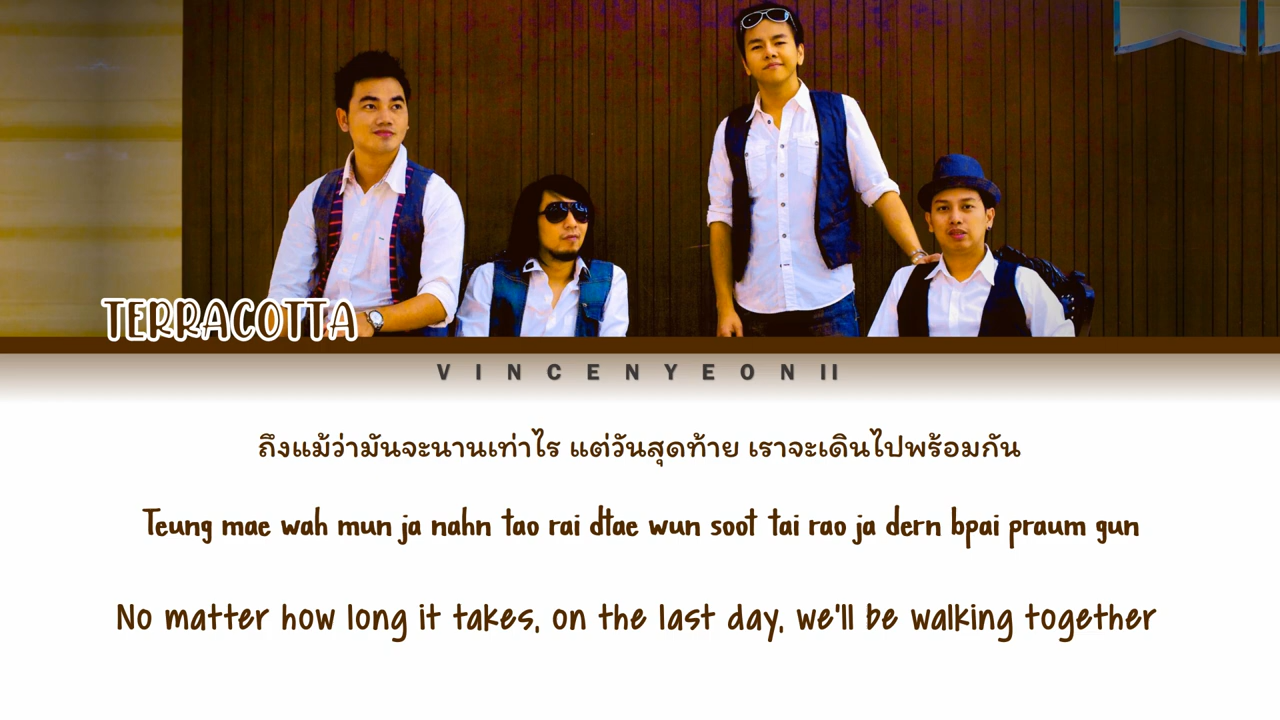 TERRACOTTA
VINCENYEON II
ถึงแม้ว่ามันจะนานเท่าไร แต่วันสุดท้าย เราจะเดินไปพร้อมกัน
Teung mae wah mun ja nahn tao rai dtae wun soot tai rao ja dern bpai praum gun
No matter how long it takes, on the last day, we'll be walking together